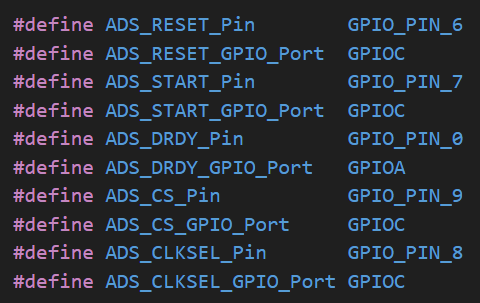 #define ADS_RESET_Pin GPIO_PIN_6
#define ADS_RESET_GPIO_Port GPIOC
#define ADS_START_Pin GPIO_PIN_7
#define ADS_START_GPIO_Port GPIOC
#define ADS_DRDY_Pin GPIO_PIN_0
#define ADS_DRDY_GPIO_Port GPIOA
#define ADS_CS_Pin GPIO_PIN_9
#define ADS_CS_GPIO_Port GPIOC
#define ADS_CLKSEL_Pin GPIO_PIN_8
#define ADS_CLKSEL_GPIO_Port GPIOC